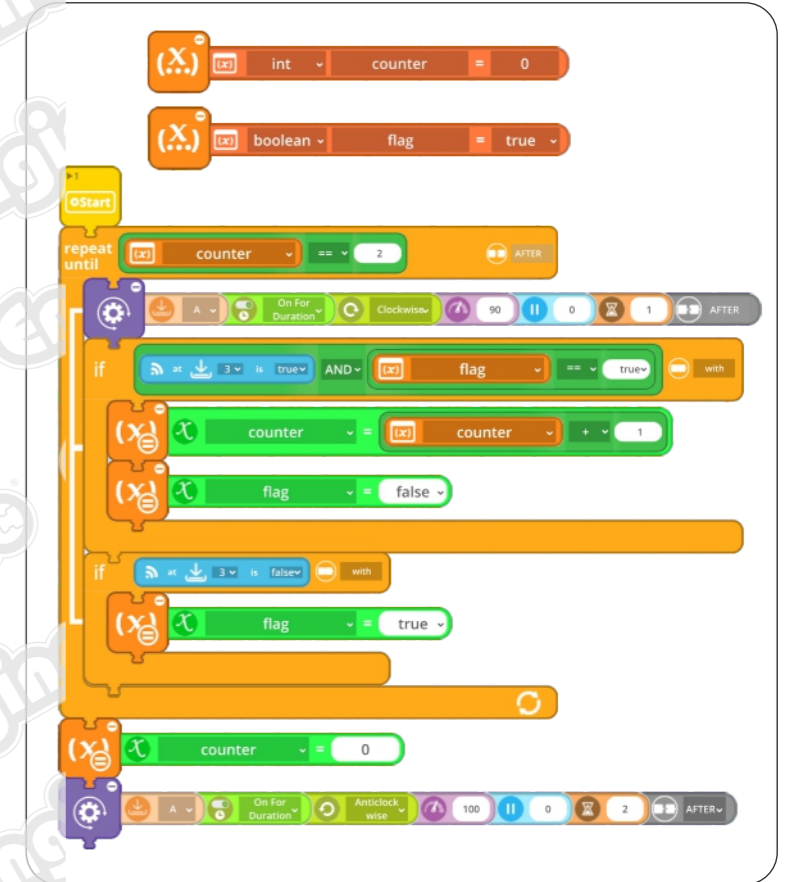 (X...) (x) int counter = 0
(X...) (x) boolean flag = true
1
Start
repeat until (x) counter == 2 AFTER
A On For Duration Clockwise 90 0 1 AFTER
if at 3 is true AND (x) flag == true with
(x) X counter = (x) counter + 1
(x) X flag = false
if at 3 is false with
(x) X flag = true
(x) X counter = 0
A On For Duration Anticlock wise 100 0 2 AFTER